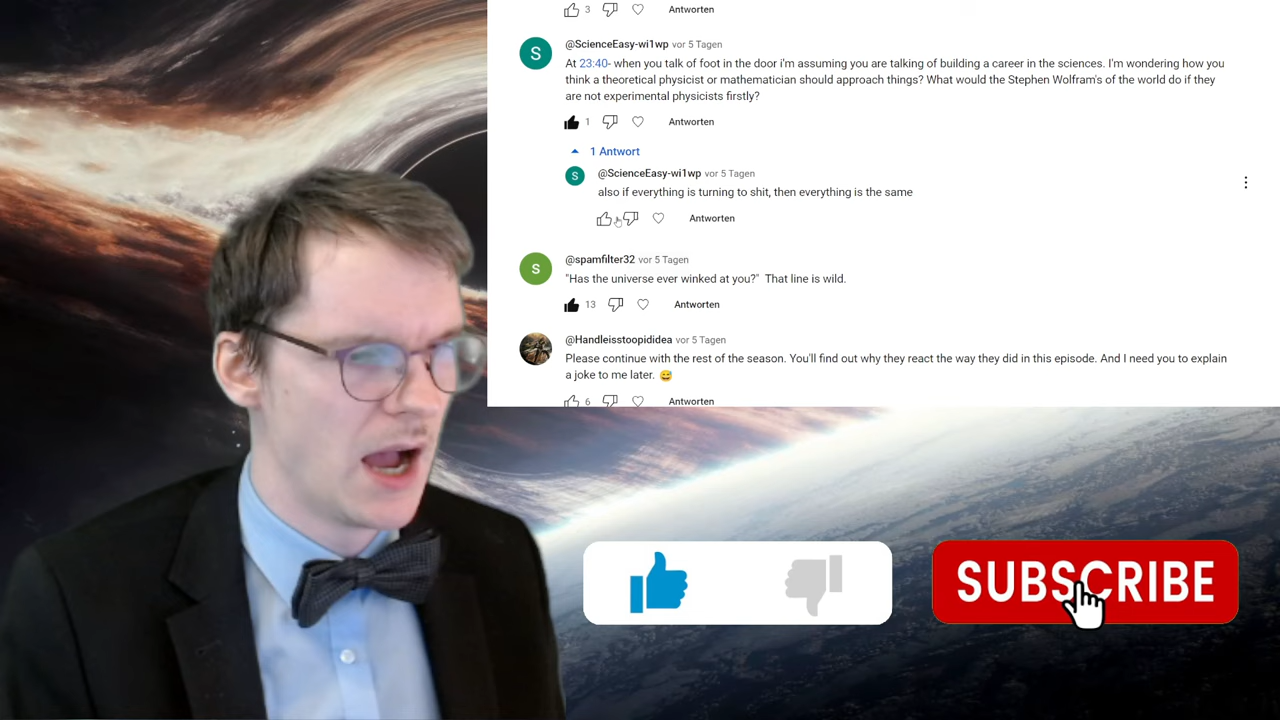 3 Antworten
@ScienceEasy-wi1wp vor 5 Tagen
S
At 23:40- when you talk of foot in the door i'm assuming you are talking of building a career in the sciences. I'm wondering how you
think a theoretical physicist or mathematician should approach things? What would the Stephen Wolfram's of the world do if they
are not experimental physicists firstly?
1 Antworten
1 Antwort
S
@ScienceEasy-wi1wp vor 5 Tagen
also if everything is turning to shit, then everything is the same
Antworten
S
@spamfilter32 vor 5 Tagen
"Has the universe ever winked at you?" That line is wild.
13 Antworten
@Handleisstoopididea vor 5 Tagen
Please continue with the rest of the season. You'll find out why they react the way they did in this episode. And I need you to explain
a joke to me later. 😅
6 Antworten
SUBSCRIBE